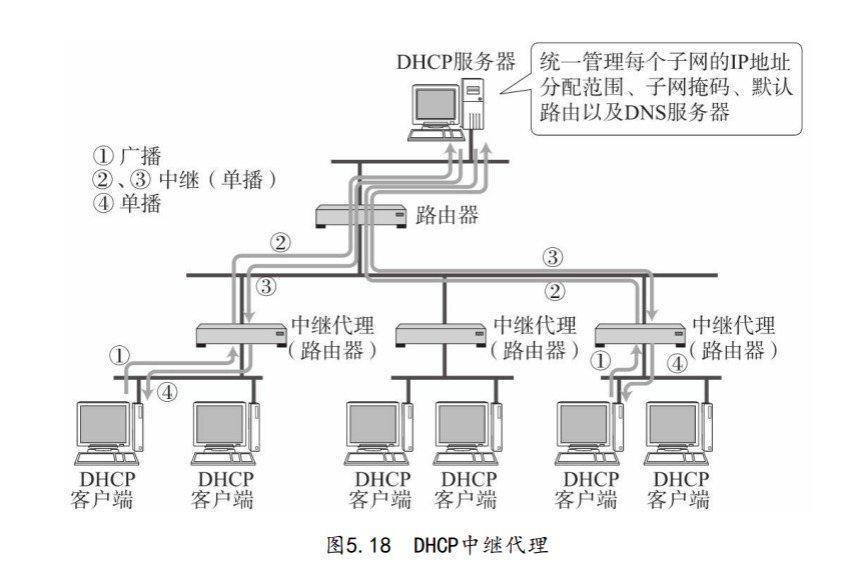 DHCP服务器
统一管理每个子网的IP地址
分配范围、子网掩码、默认
路由以及DNS服务器
①广播
②、③中继（单播）
④单播
路由器
②
③
③
②
中继代理
（路由器）
中继代理
（路由器）
中继代理
（路由器）
①
④
①
④
DHCP
客户端
DHCP
客户端
DHCP
客户端
DHCP
客户端
DHCP
客户端
DHCP
客户端
图5.18 DHCP中继代理